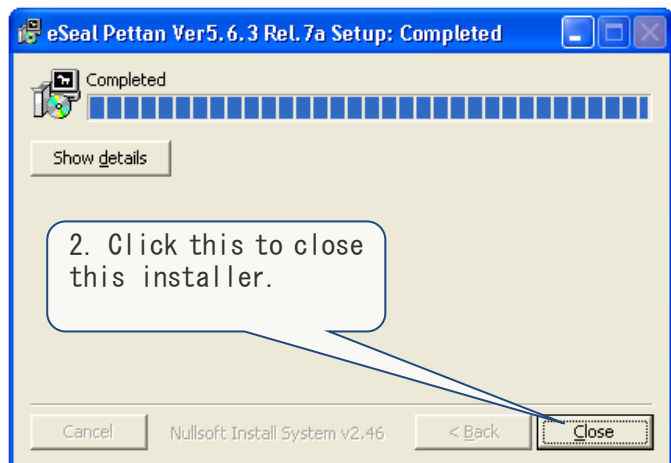 eSeal Pettan Ver5.6.3 Rel.7a Setup: Completed
Completed
Show details
2. Click this to close
this installer.
Cancel
Nullsoft Install System v2.46
< Back
Close